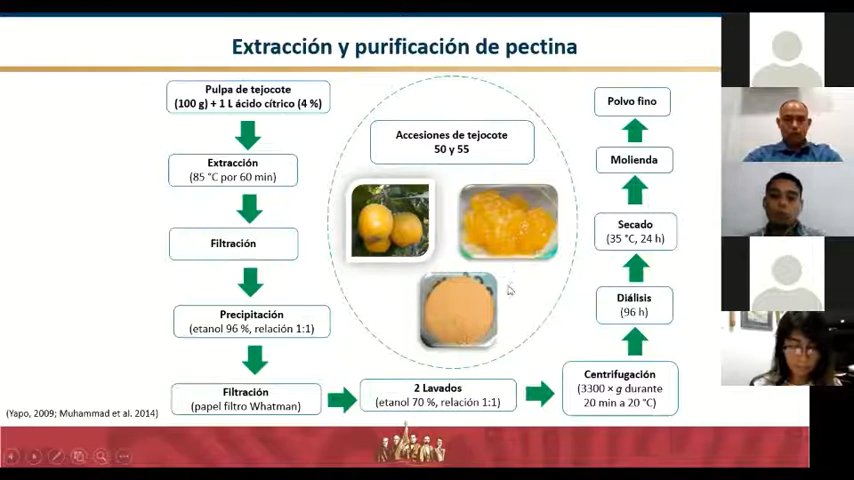 Extracción y purificación de pectina
Pulpa de tejocote
(100 g) + 1 L ácido cítrico (4 %)
Extracción
(85 °C por 60 min)
Filtración
Precipitación
(etanol 96 %, relación 1:1)
Filtración
(papel filtro Whatman)
2 Lavados
(etanol 70 %, relación 1:1)
Centrifugación
(3300 × g durante
20 min a 20 °C)
Diálisis
(96 h)
Secado
(35 °C, 24 h)
Molienda
Polvo fino
Accesiones de tejocote
50 y 55
(Yapo, 2009; Muhammad et al. 2014)